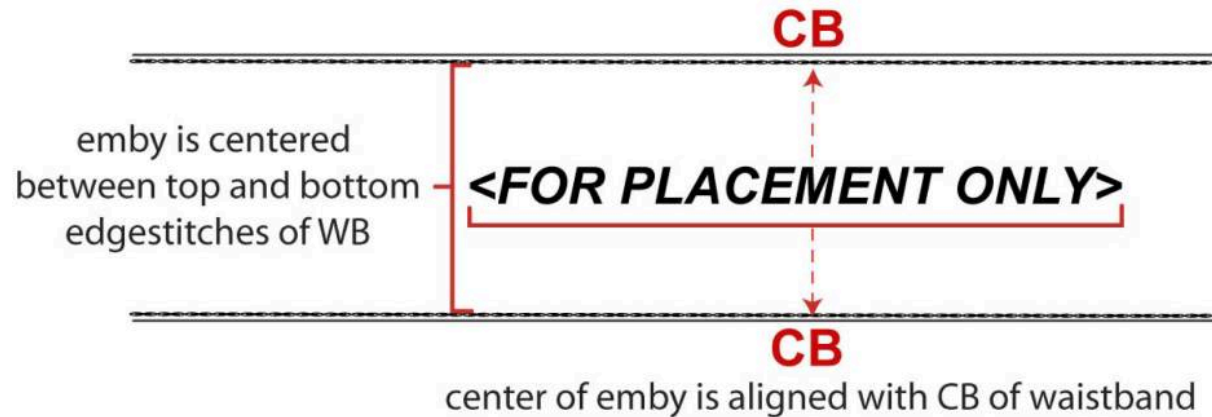 CB
emby is centered
between top and bottom
edgestitches of WB
<FOR PLACEMENT ONLY>
CB
center of emby is aligned with CB of waistband